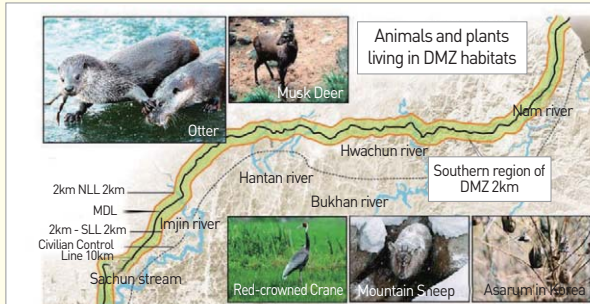 Animals and plants
living in DMZ habitats
Musk Deer
Otter
Nam river
Hwachun river
Hantan river
Southern region of
DMZ 2km
Bukhan river
2km NLL 2km
MDL
Imjin river
2km - SLL 2km
Civilian Control
Line 10km
Sachun stream
Red-crowned Crane
Mountain Sheep
Asarum in Korea